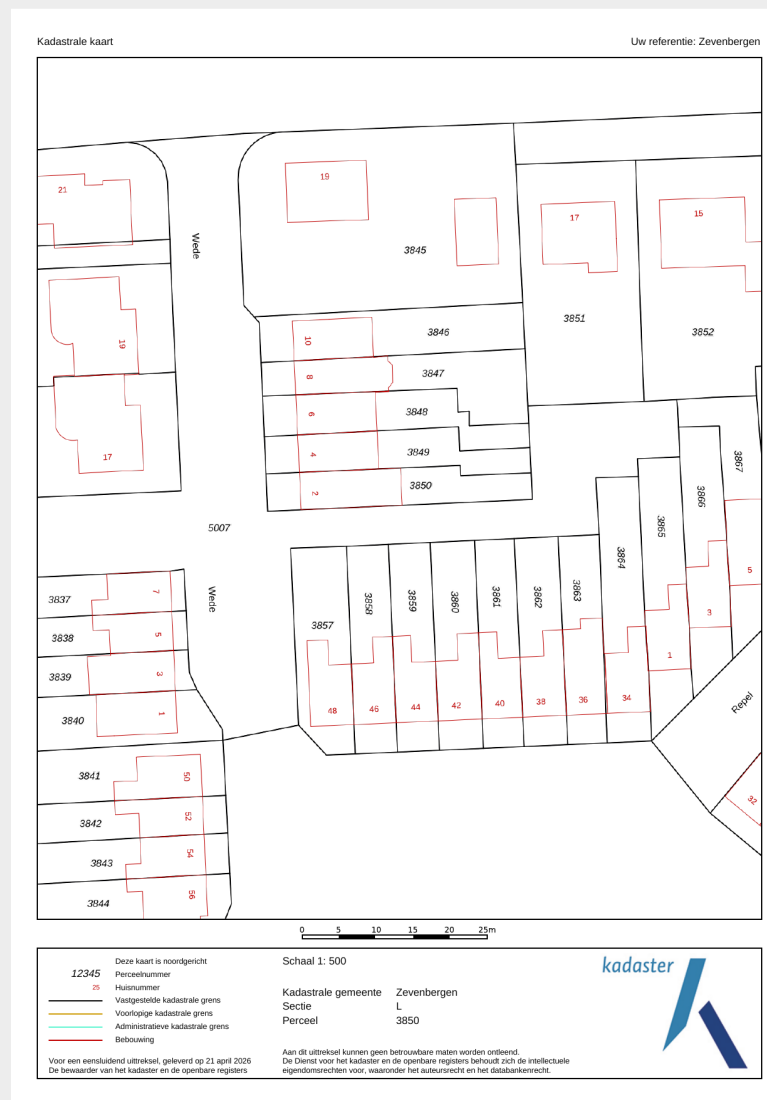 Kadastrale kaart
Uw referentie: Zevenbergen
21
19
17
15
Wede
3845
3851
3852
19
10
3846
8
3847
6
3848
4
3849
2
3850
17
5007
3867
3866
3865
3864
5
3
1
3837
7
3838
5
3839
3
3840
1
Wede
3857
3858
3859
3860
3861
3862
3863
48
46
44
42
40
38
36
34
Repel
32
3841
50
3842
52
3843
54
3844
56
0 5 10 15 20 25m
Deze kaart is noordgericht
12345 Perceelnummer
25 Huisnummer
Vastgestelde kadastrale grens
Voorlopige kadastrale grens
Administratieve kadastrale grens
Bebouwing
Voor een eensluidend uittreksel, geleverd op 21 april 2026
De bewaarder van het kadaster en de openbare registers
Schaal 1: 500
Kadastrale gemeente Zevenbergen
Sectie L
Perceel 3850
Aan dit uittreksel kunnen geen betrouwbare maten worden ontleend.
De Dienst voor het kadaster en de openbare registers behoudt zich de intellectuele
eigendomsrechten voor, waaronder het auteursrecht en het databankenrecht.
kadaster